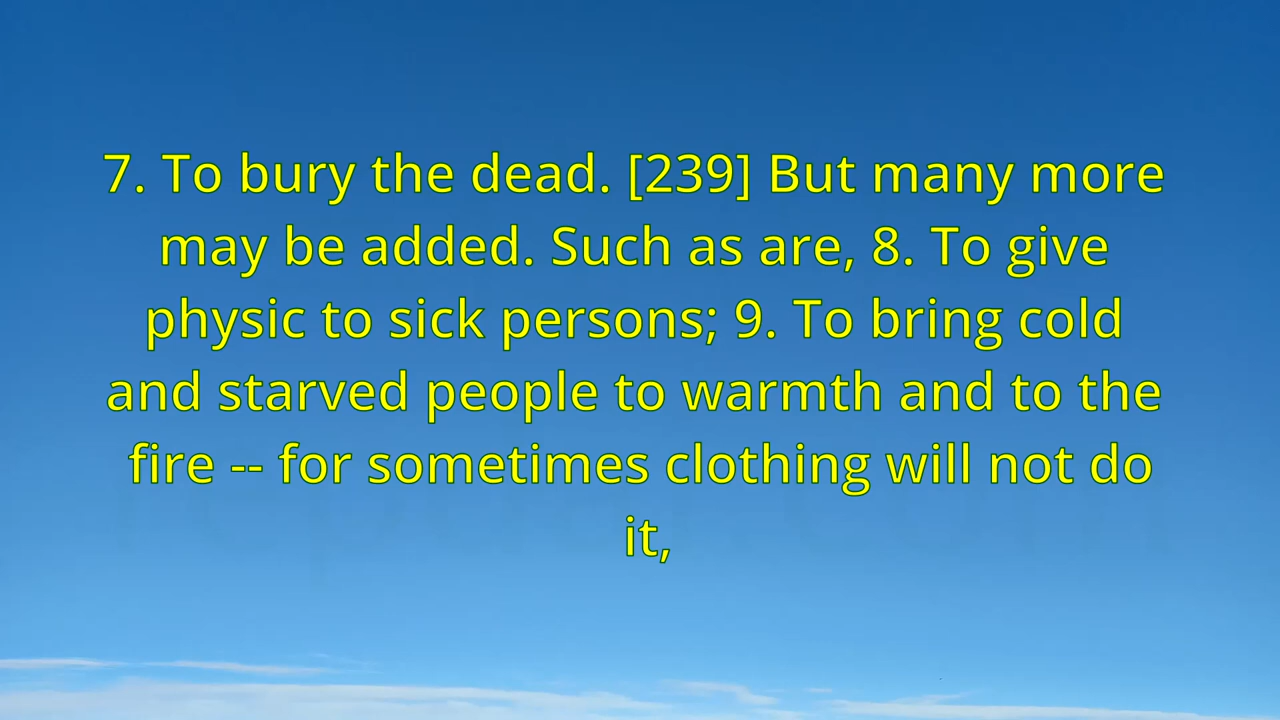 7. To bury the dead. [239] But many more
may be added. Such as are, 8. To give
physic to sick persons; 9. To bring cold
and starved people to warmth and to the
fire -- for sometimes clothing will not do
it,